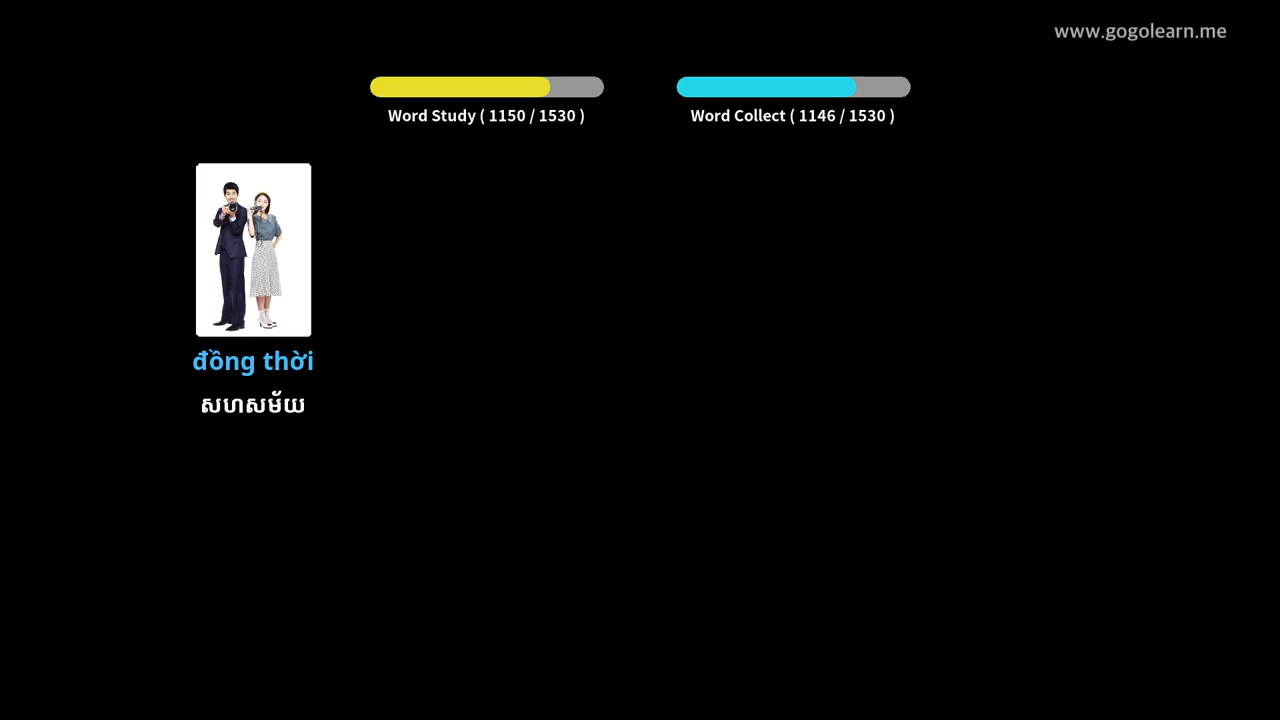 www.gogolearn.me
Word Study ( 1150 / 1530 )
Word Collect ( 1146 / 1530 )
đồng thời
សហសម័យ